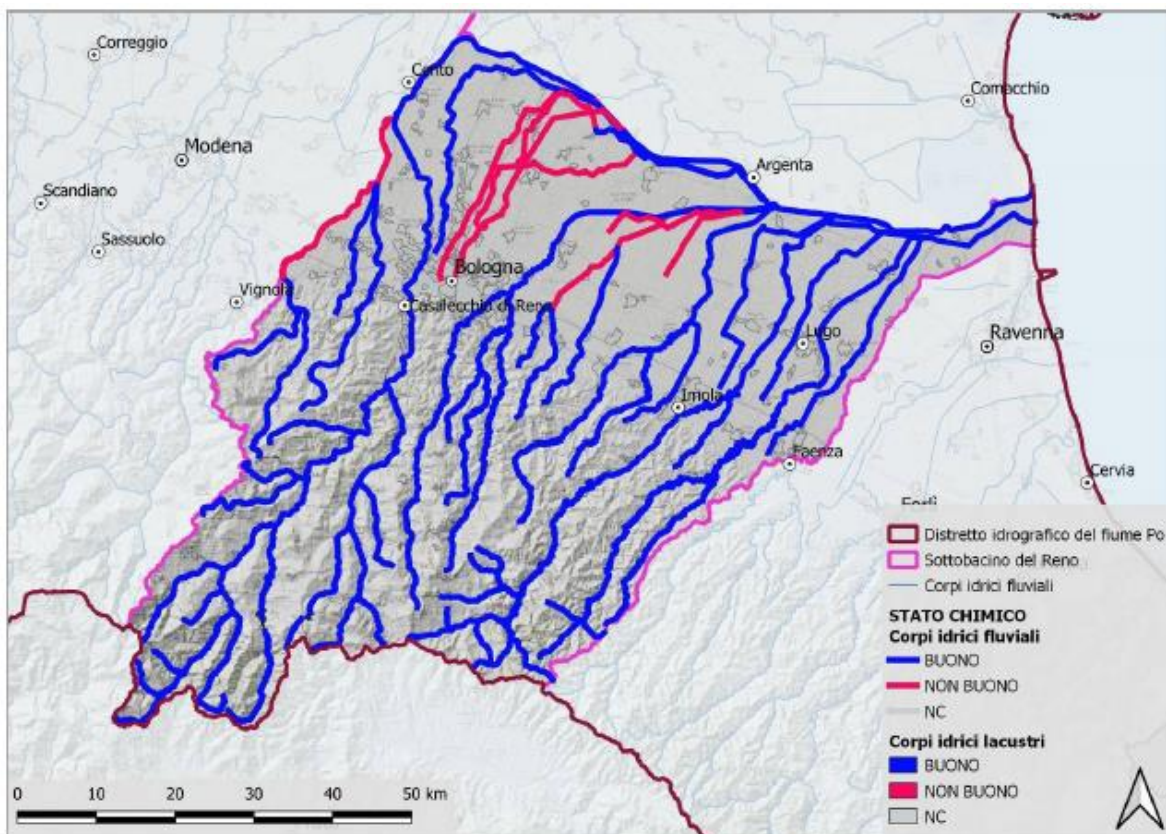 Correggio
Cento
Comacchio
Modena
Argenta
Scandiano
Sassuolo
Bologna
Vignola
Casalecchio di Reno
Ravenna
Lugo
Imola
Faenza
Cervia
Distretto idrografico del fiume Po
Sottobacino del Reno
Corpi idrici fluviali
STATO CHIMICO
Corpi idrici fluviali
BUONO
NON BUONO
NC
Corpi idrici lacustri
BUONO
NON BUONO
NC
0 10 20 30 40 50 km